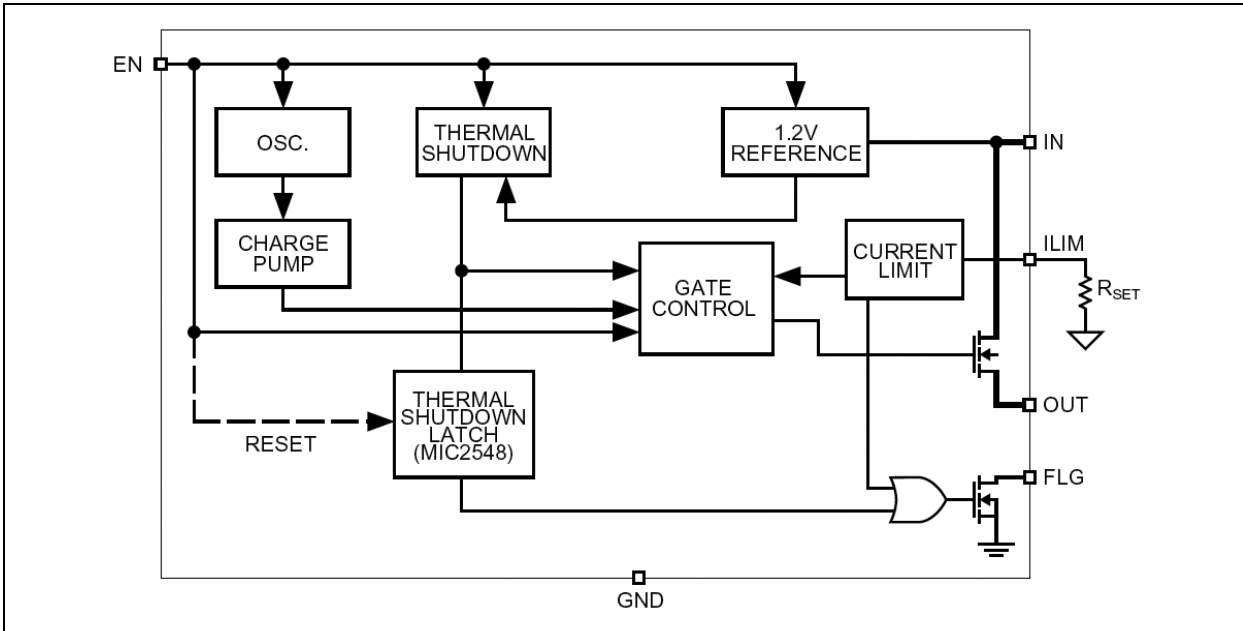 EN
OSC.
THERMAL
SHUTDOWN
1.2V
REFERENCE
IN
CHARGE
PUMP
GATE
CONTROL
CURRENT
LIMIT
ILIM
RSET
THERMAL
SHUTDOWN
LATCH
(MIC2548)
RESET
OUT
FLG
GND